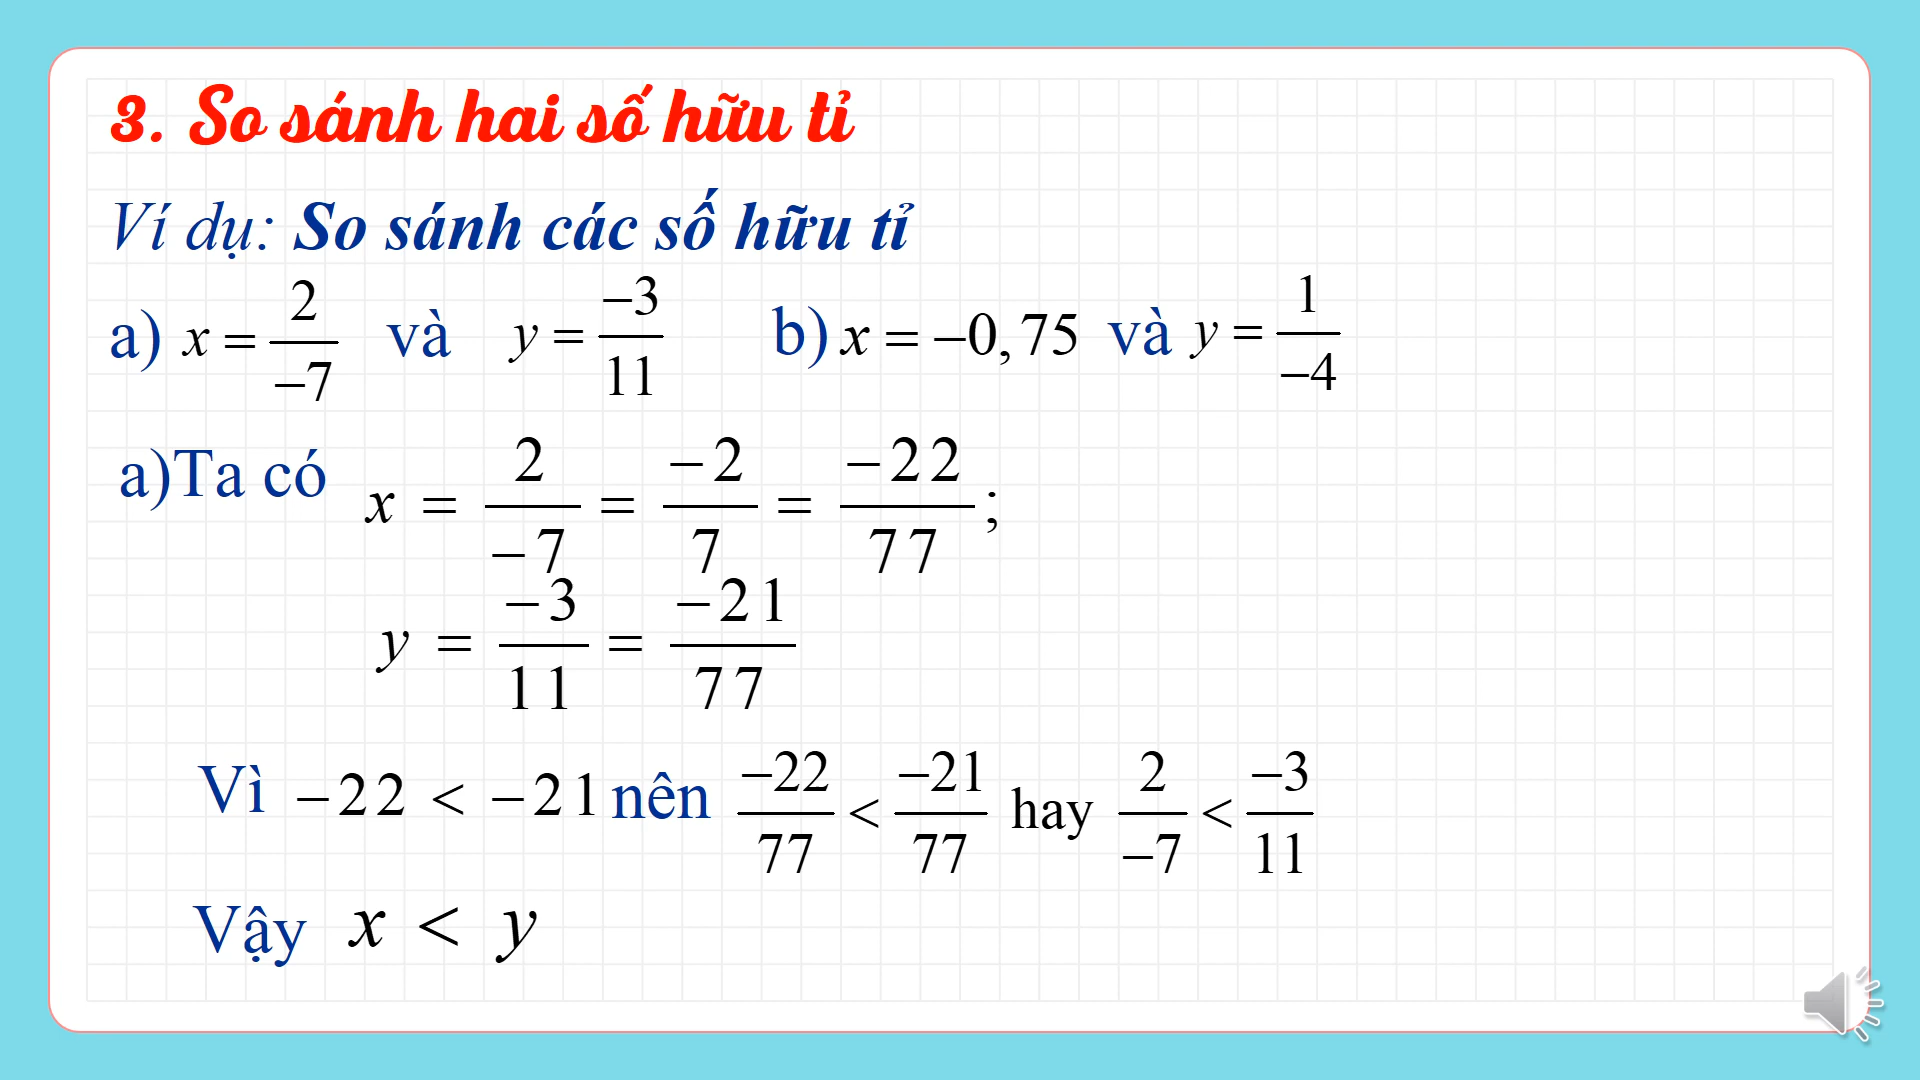 3. So sánh hai số hữu tỉ
Ví dụ: So sánh các số hữu tỉ
a) x = 2/-7 và y = -3/11 b) x = -0,75 và y = 1/-4
a)Ta có x = 2/-7 = -2/7 = -22/77 ;
y = -3/11 = -21/77
Vì -22 < -21 nên -22/77 < -21/77 hay 2/-7 < -3/11
Vậy x < y